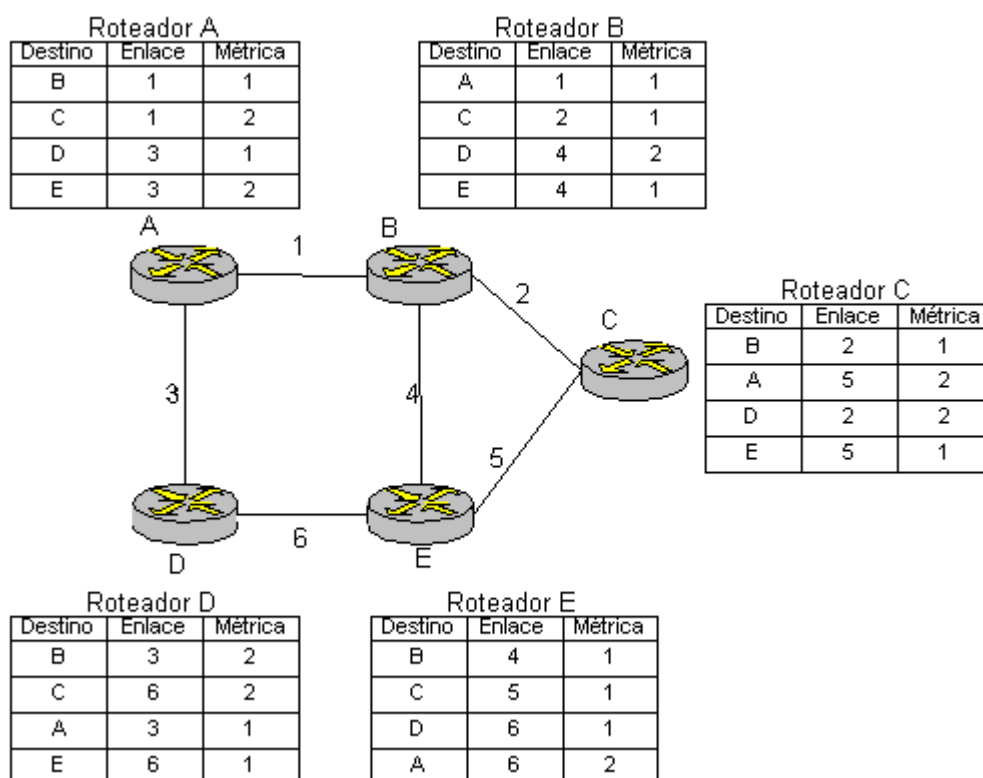 Roteador A
Destino Enlace Métrica
B 1 1
C 1 2
D 3 1
E 3 2
Roteador B
Destino Enlace Métrica
A 1 1
C 2 1
D 4 2
E 4 1
A
B
1
2
C
3
4
5
6
D
E
Roteador C
Destino Enlace Métrica
B 2 1
A 5 2
D 2 2
E 5 1
Roteador D
Destino Enlace Métrica
B 3 2
C 6 2
A 3 1
E 6 1
Roteador E
Destino Enlace Métrica
B 4 1
C 5 1
D 6 1
A 6 2